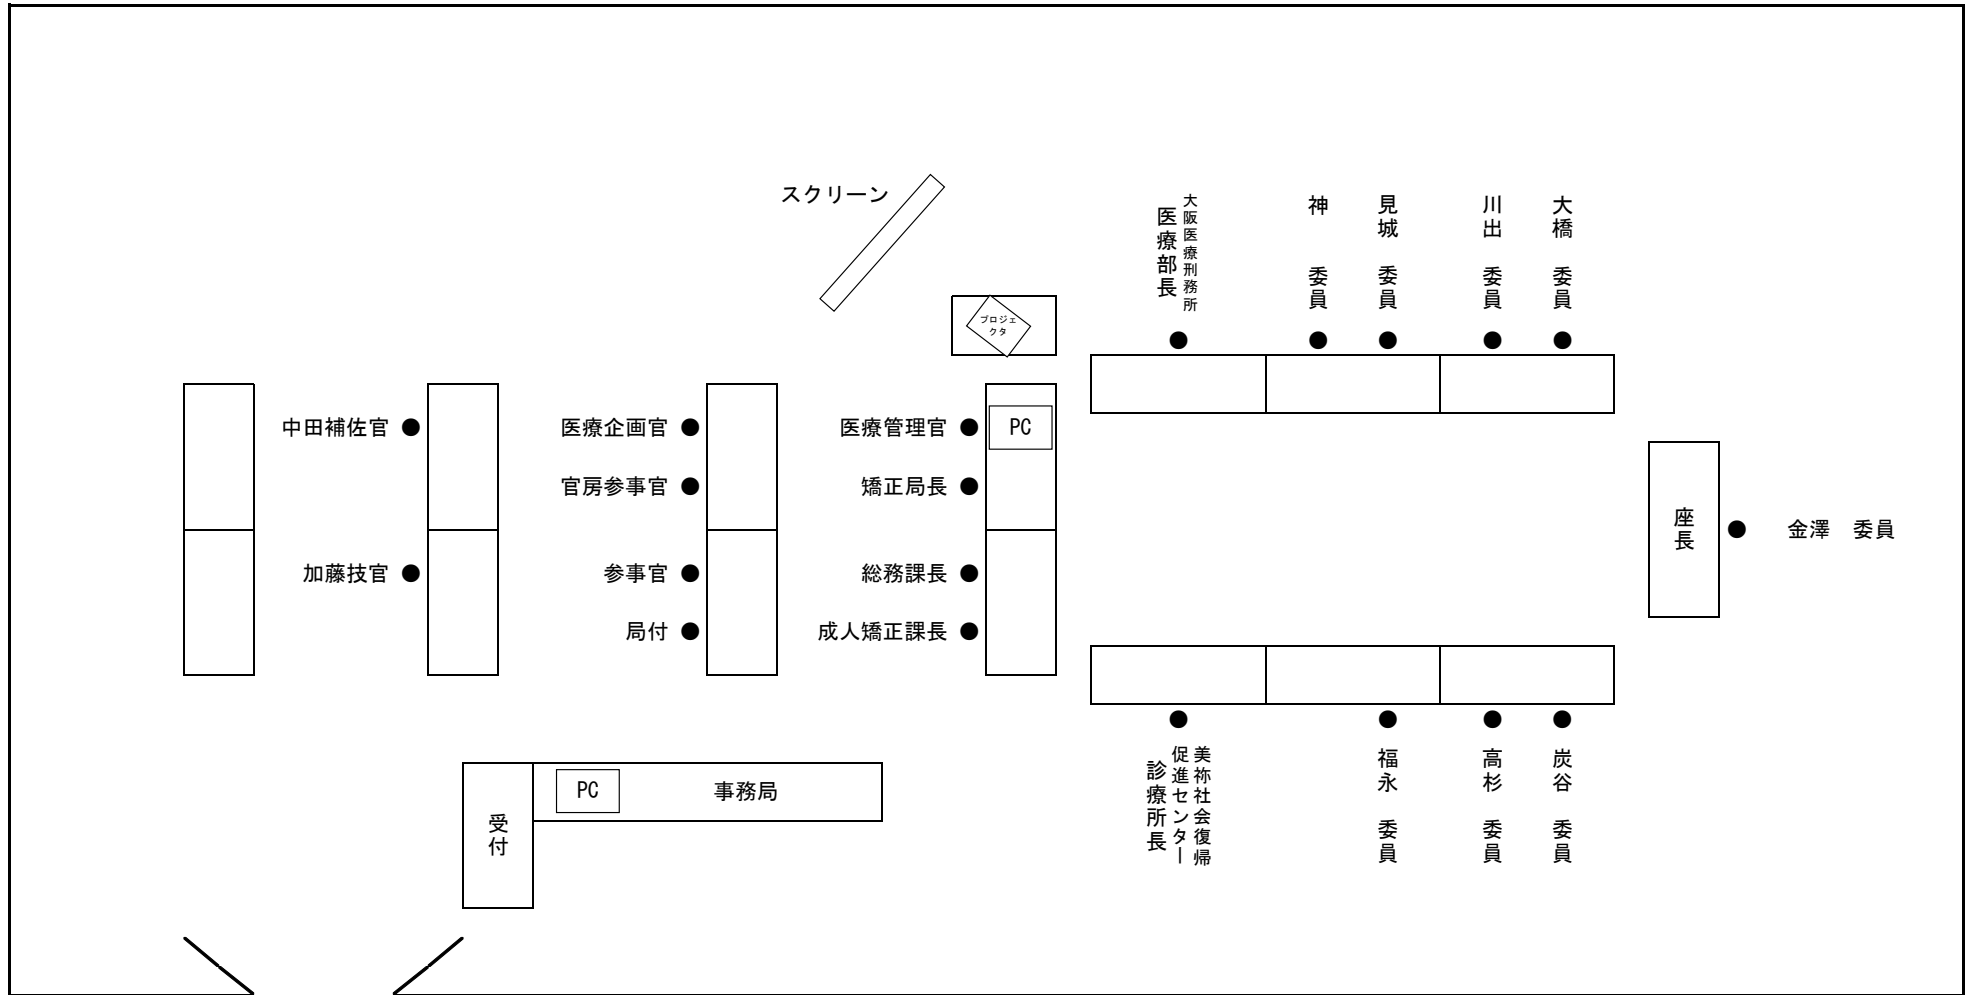 スクリーン
プロジェ
クタ
大阪医療刑務所
医療部長
神 委員
見城 委員
川出 委員
大橋 委員
中田補佐官
医療企画官
医療管理官
PC
官房参事官
矯正局長
座長
金澤 委員
加藤技官
参事官
総務課長
局付
成人矯正課長
美祢社会復帰
促進センター
診療所長
福永 委員
高杉 委員
炭谷 委員
PC
事務局
受付